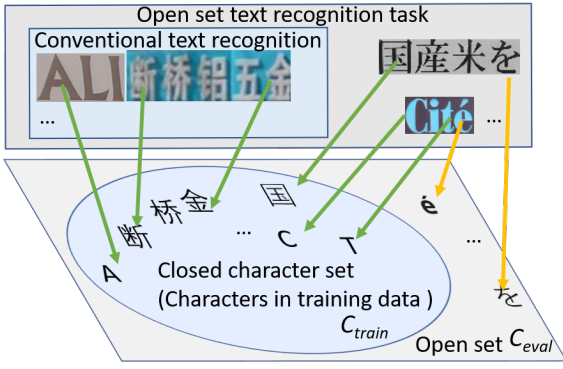 Open set text recognition task
Conventional text recognition
ALI 断桥铝五金
国産米を
...
Cité ...
断 桥 金 国 é
... C T ...
A
を
Closed character set
(Characters in training data )
C_train
Open set C_eval